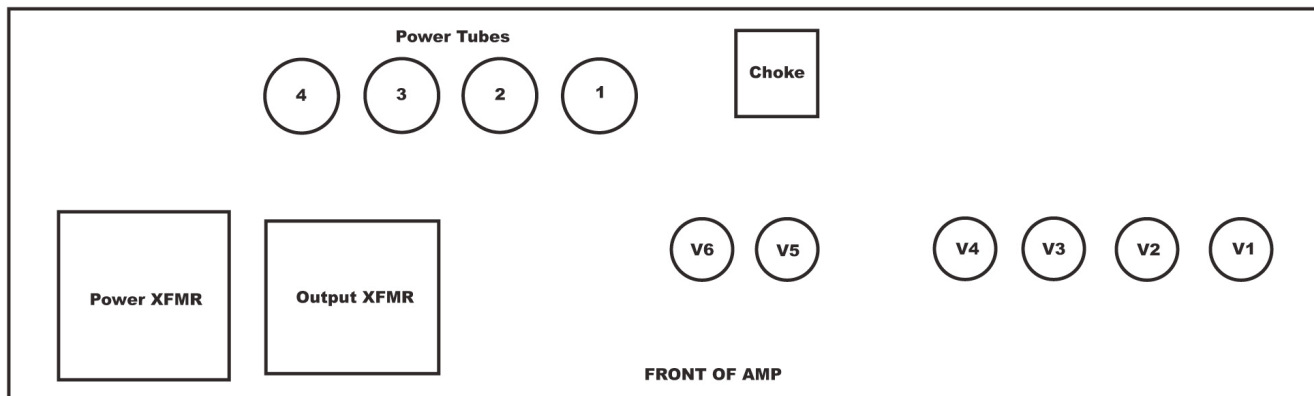 Power Tubes
Choke
4 3 2 1
V6 V5 V4 V3 V2 V1
Power XFMR Output XFMR
FRONT OF AMP